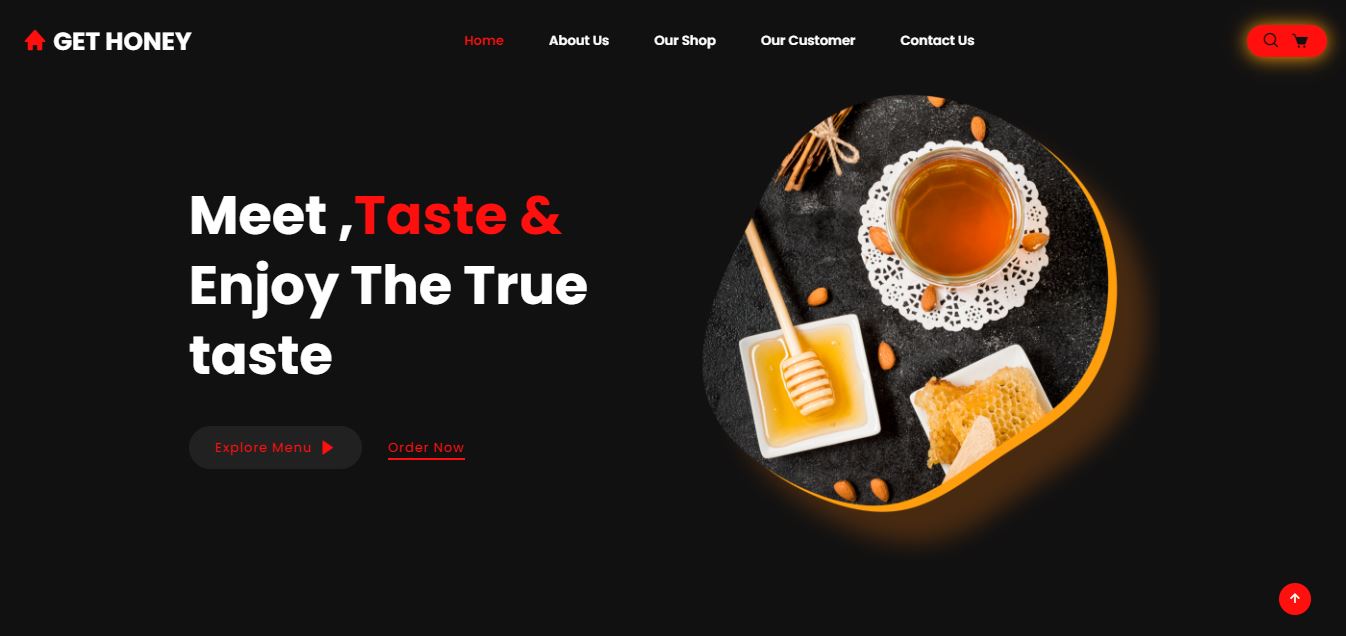 GET HONEY
Home About Us Our Shop Our Customer Contact Us
Meet ,Taste &
Enjoy The True
taste
Explore Menu Order Now